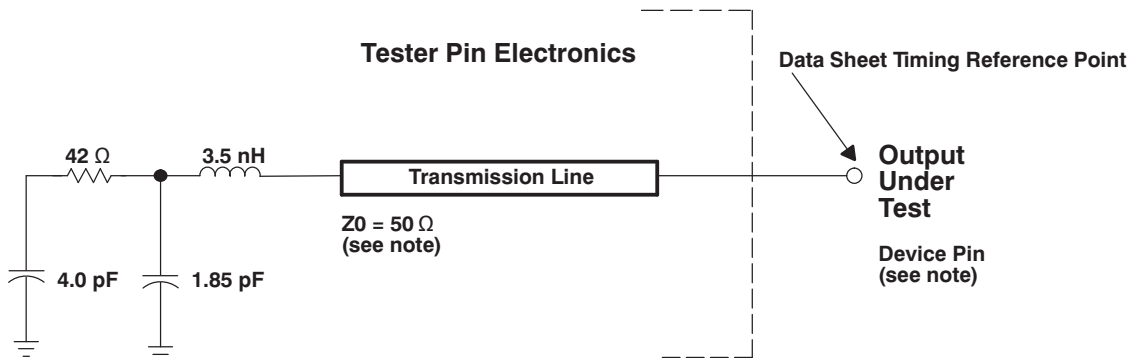 Tester Pin Electronics
Data Sheet Timing Reference Point
42 Ω
3.5 nH
Transmission Line
Output
Under
Test
Z0 = 50 Ω
(see note)
Device Pin
(see note)
4.0 pF
1.85 pF